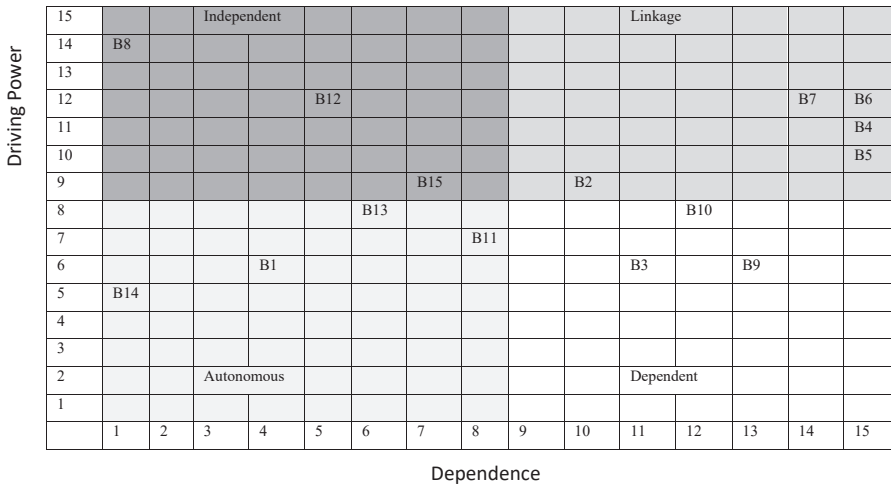 15 Independent Linkage
14 B8
13
12 B12 B7 B6
11 B4
10 B5
9 B15 B2
8 B13 B10
7 B11
6 B1 B3 B9
5 B14
4
3
2 Autonomous Dependent
1
1 2 3 4 5 6 7 8 9 10 11 12 13 14 15
Driving Power
Dependence